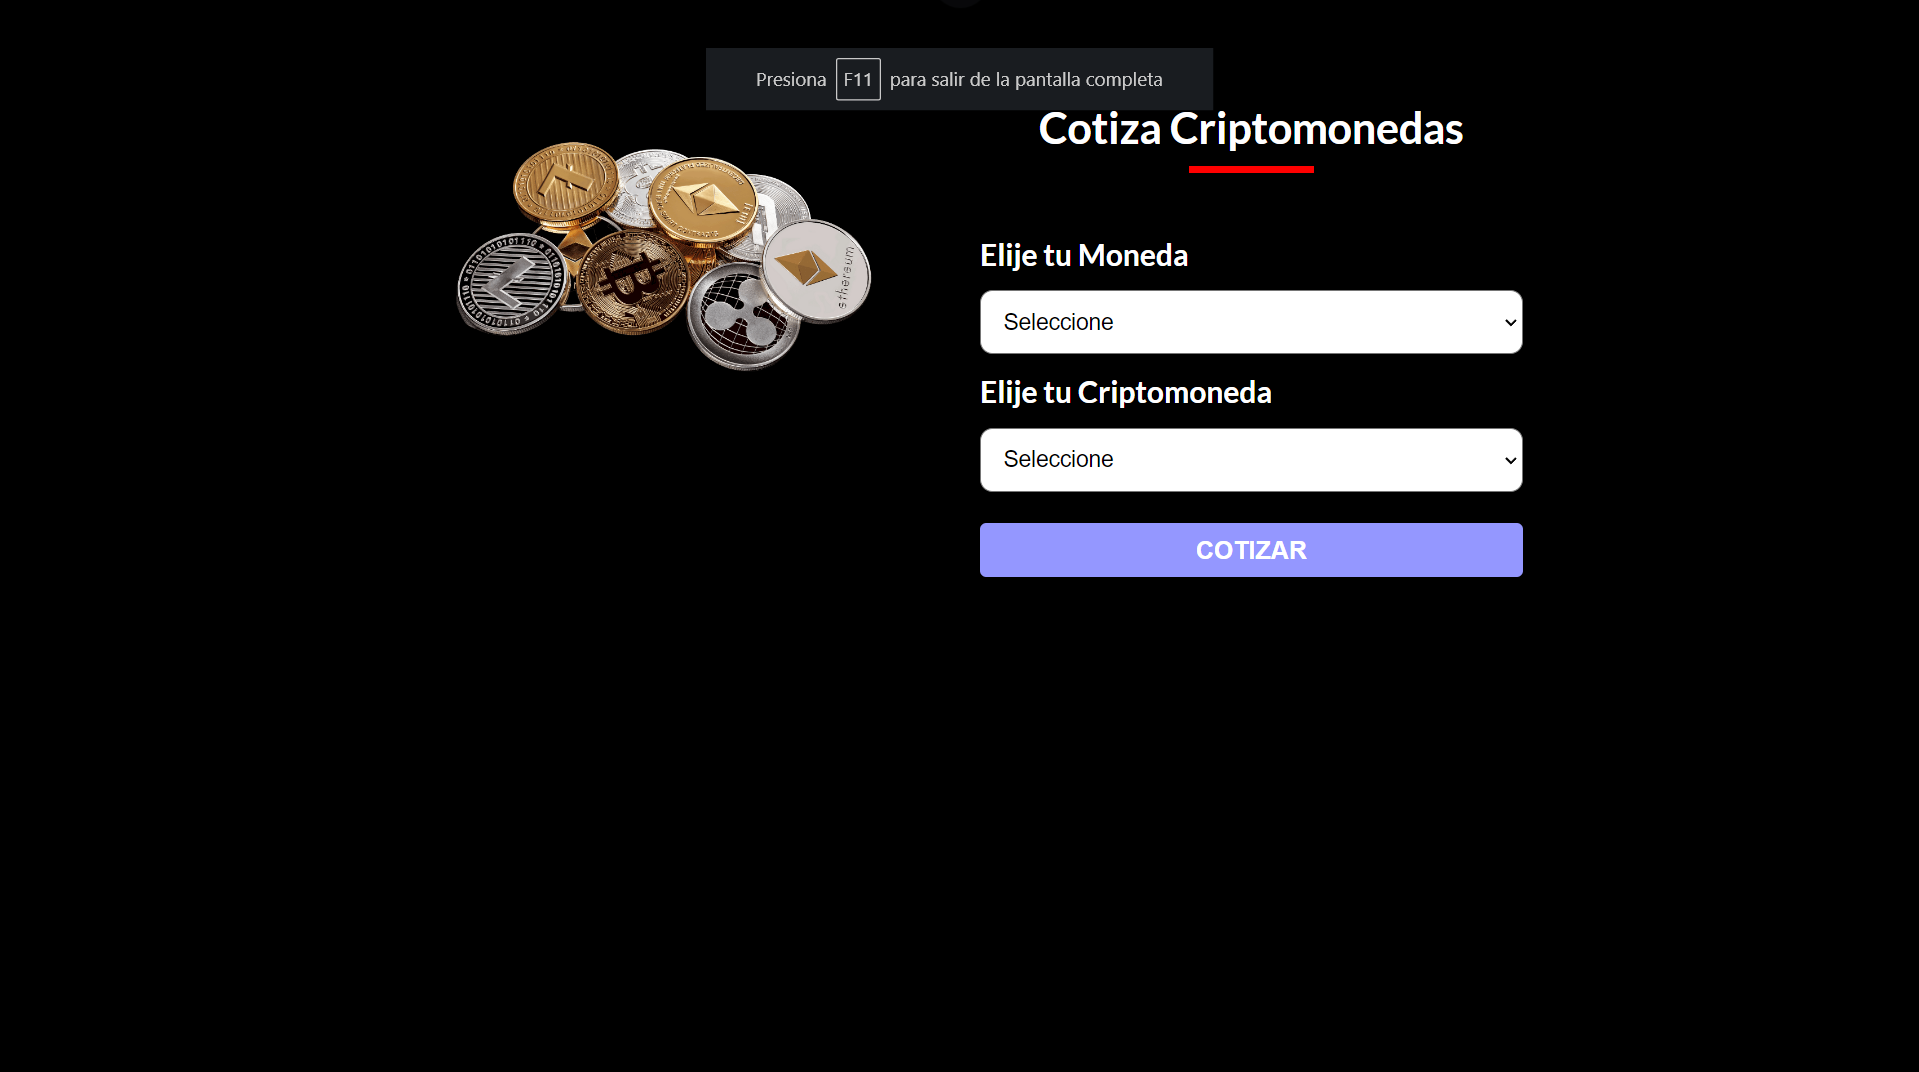 Presiona F11 para salir de la pantalla completa
Cotiza Criptomonedas
ethereum
Elije tu Moneda
Seleccione
Elije tu Criptomoneda
Seleccione
COTIZAR